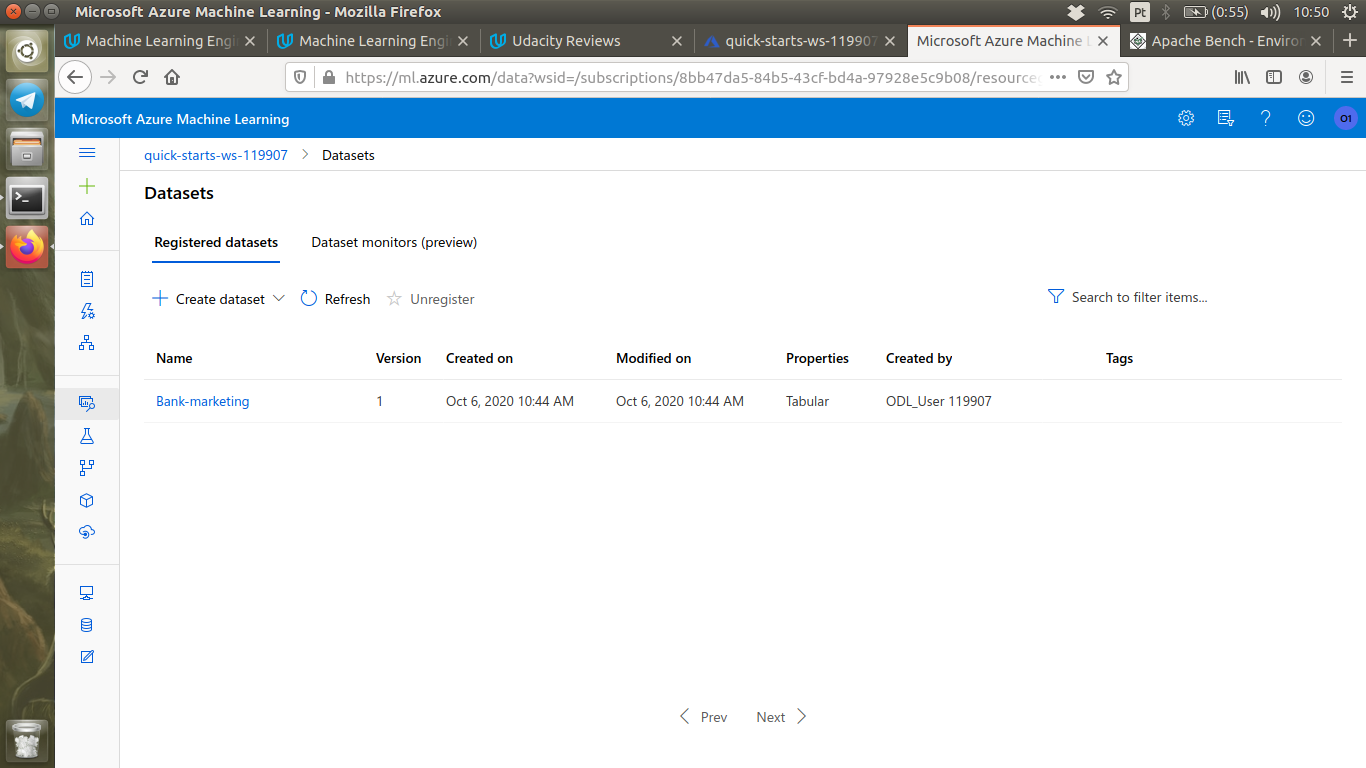 Microsoft Azure Machine Learning - Mozilla Firefox
Pt
(0:55)
10:50
Machine Learning Engi
Machine Learning Engi
Udacity Reviews
quick-starts-ws-119907
Microsoft Azure Machine L
Apache Bench - Enviro
https://ml.azure.com/data?wsid=/subscriptions/8bb47da5-84b5-43cf-bd4a-97928e5c9b08/resource
Microsoft Azure Machine Learning
O1
quick-starts-ws-119907
Datasets
Datasets
Registered datasets
Dataset monitors (preview)
Create dataset
Refresh
Unregister
Search to filter items...
Name Version Created on Modified on Properties Created by Tags
Bank-marketing 1 Oct 6, 2020 10:44 AM Oct 6, 2020 10:44 AM Tabular ODL_User 119907
Prev
Next